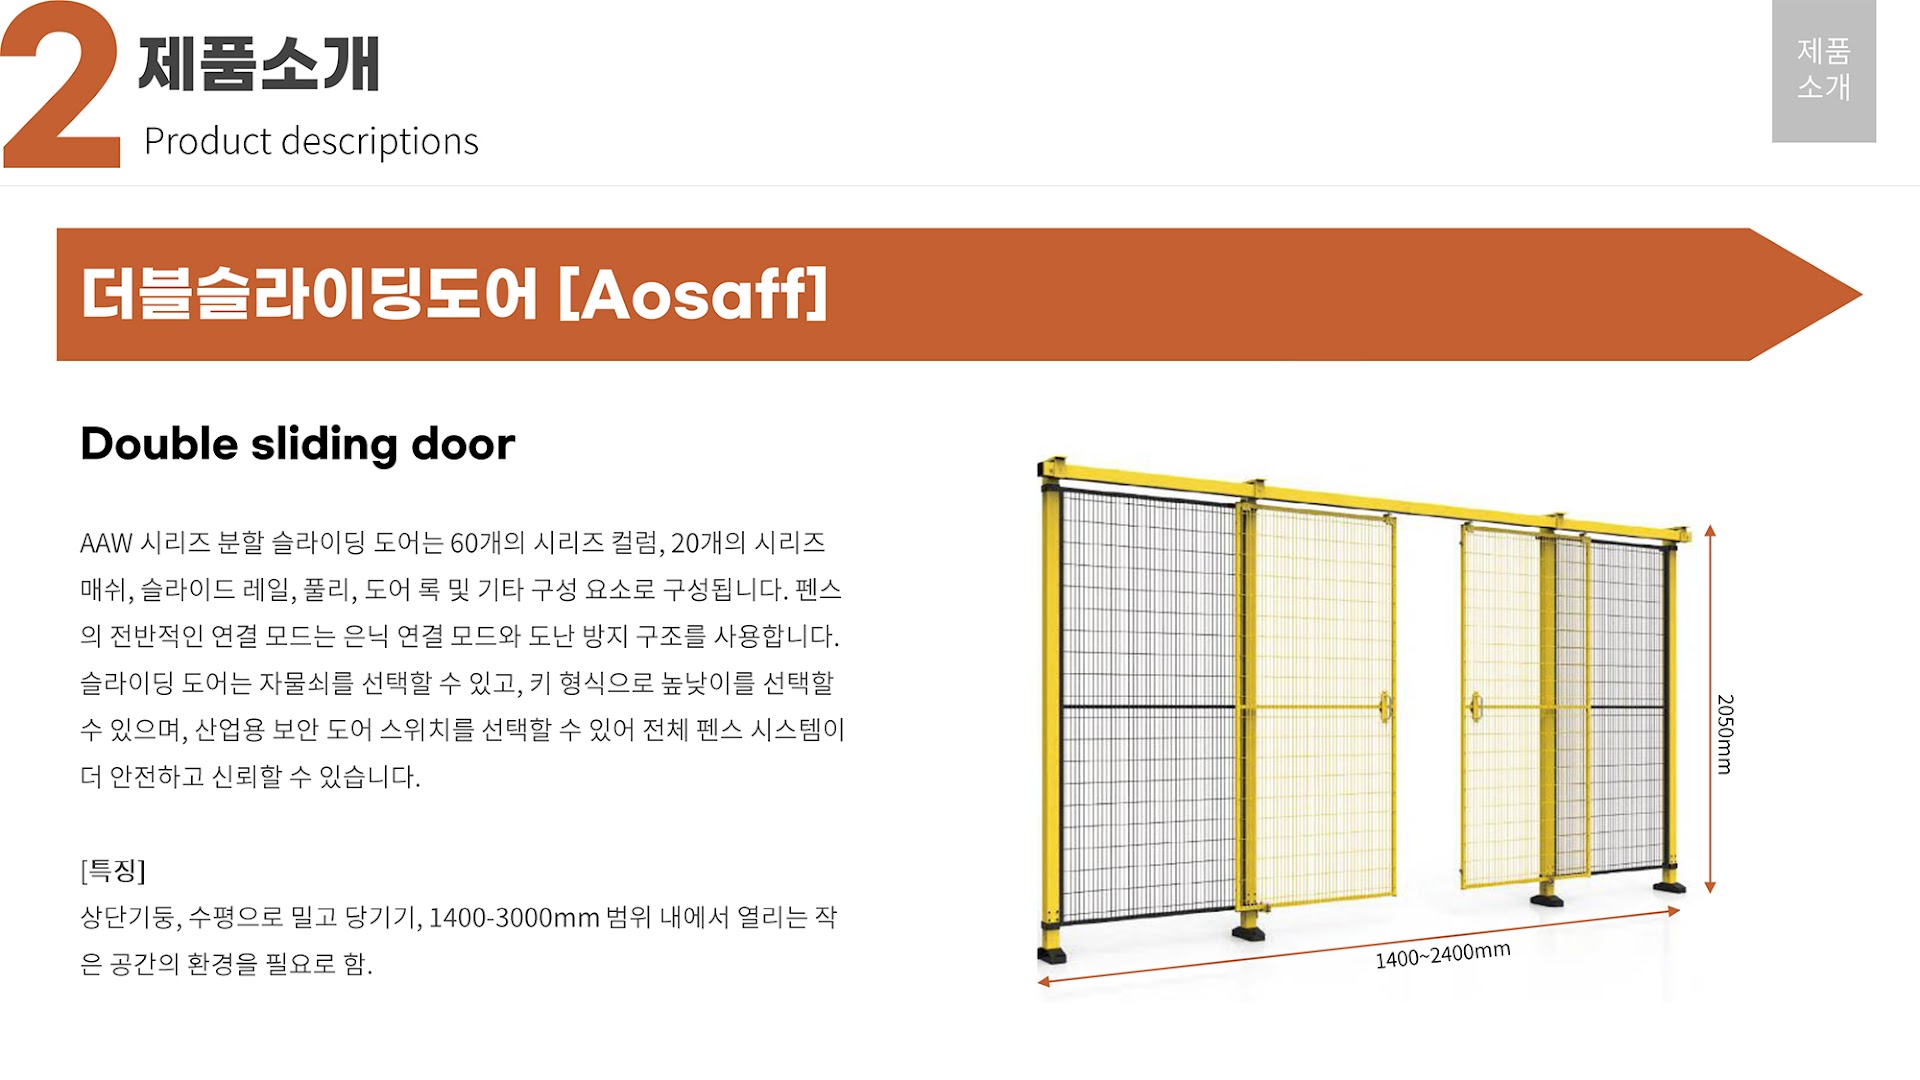 2
제품소개
Product descriptions
제품
소개
더블슬라이딩도어 [Aosaff]
Double sliding door
AAW 시리즈 분할 슬라이딩 도어는 60개의 시리즈 컬럼, 20개의 시리즈
매쉬, 슬라이드 레일, 풀리, 도어 록 및 기타 구성 요소로 구성됩니다. 펜스
의 전반적인 연결 모드는 은닉 연결 모드와 도난 방지 구조를 사용합니다.
슬라이딩 도어는 자물쇠를 선택할 수 있고, 키 형식으로 높낮이를 선택할
수 있으며, 산업용 보안 도어 스위치를 선택할 수 있어 전체 펜스 시스템이
더 안전하고 신뢰할 수 있습니다.
[특징]
상단기둥, 수평으로 밀고 당기기, 1400-3000mm 범위 내에서 열리는 작
은 공간의 환경을 필요로 함.
2050mm
1400~2400mm